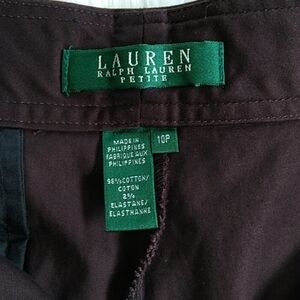 LAUREN
RALPH LAUREN
PETITE
MADE IN
PHILIPPINES
FABRIQUE AUX
PHILIPPINES
10P
98% COTTON/
COTON
2%
ELASTANE/
ELASTHANNE